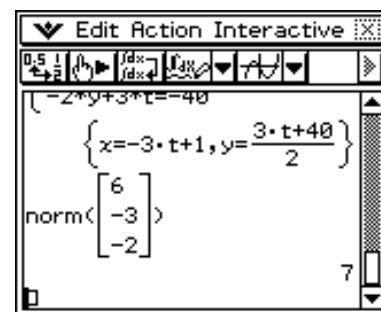 Edit Action Interactive
-2*y+3*t=-40
{x=-3·t+1,y=3·t+40/2}
norm([6
-3
-2])
7